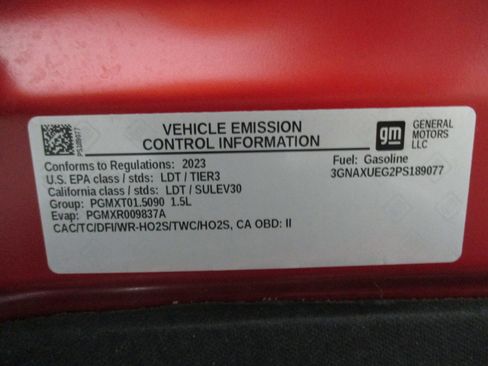 PS189077
VEHICLE EMISSION
CONTROL INFORMATION
gm
GENERAL
MOTORS
LLC
Conforms to Regulations: 2023
U.S. EPA class / stds: LDT / TIER3
California class / stds: LDT / SULEV30
Group: PGMXT01.5090 1.5L
Evap: PGMXR009837A
CAC/TC/DFI/WR-HO2S/TWC/HO2S, CA OBD: II
Fuel: Gasoline
3GNAXUEG2PS189077